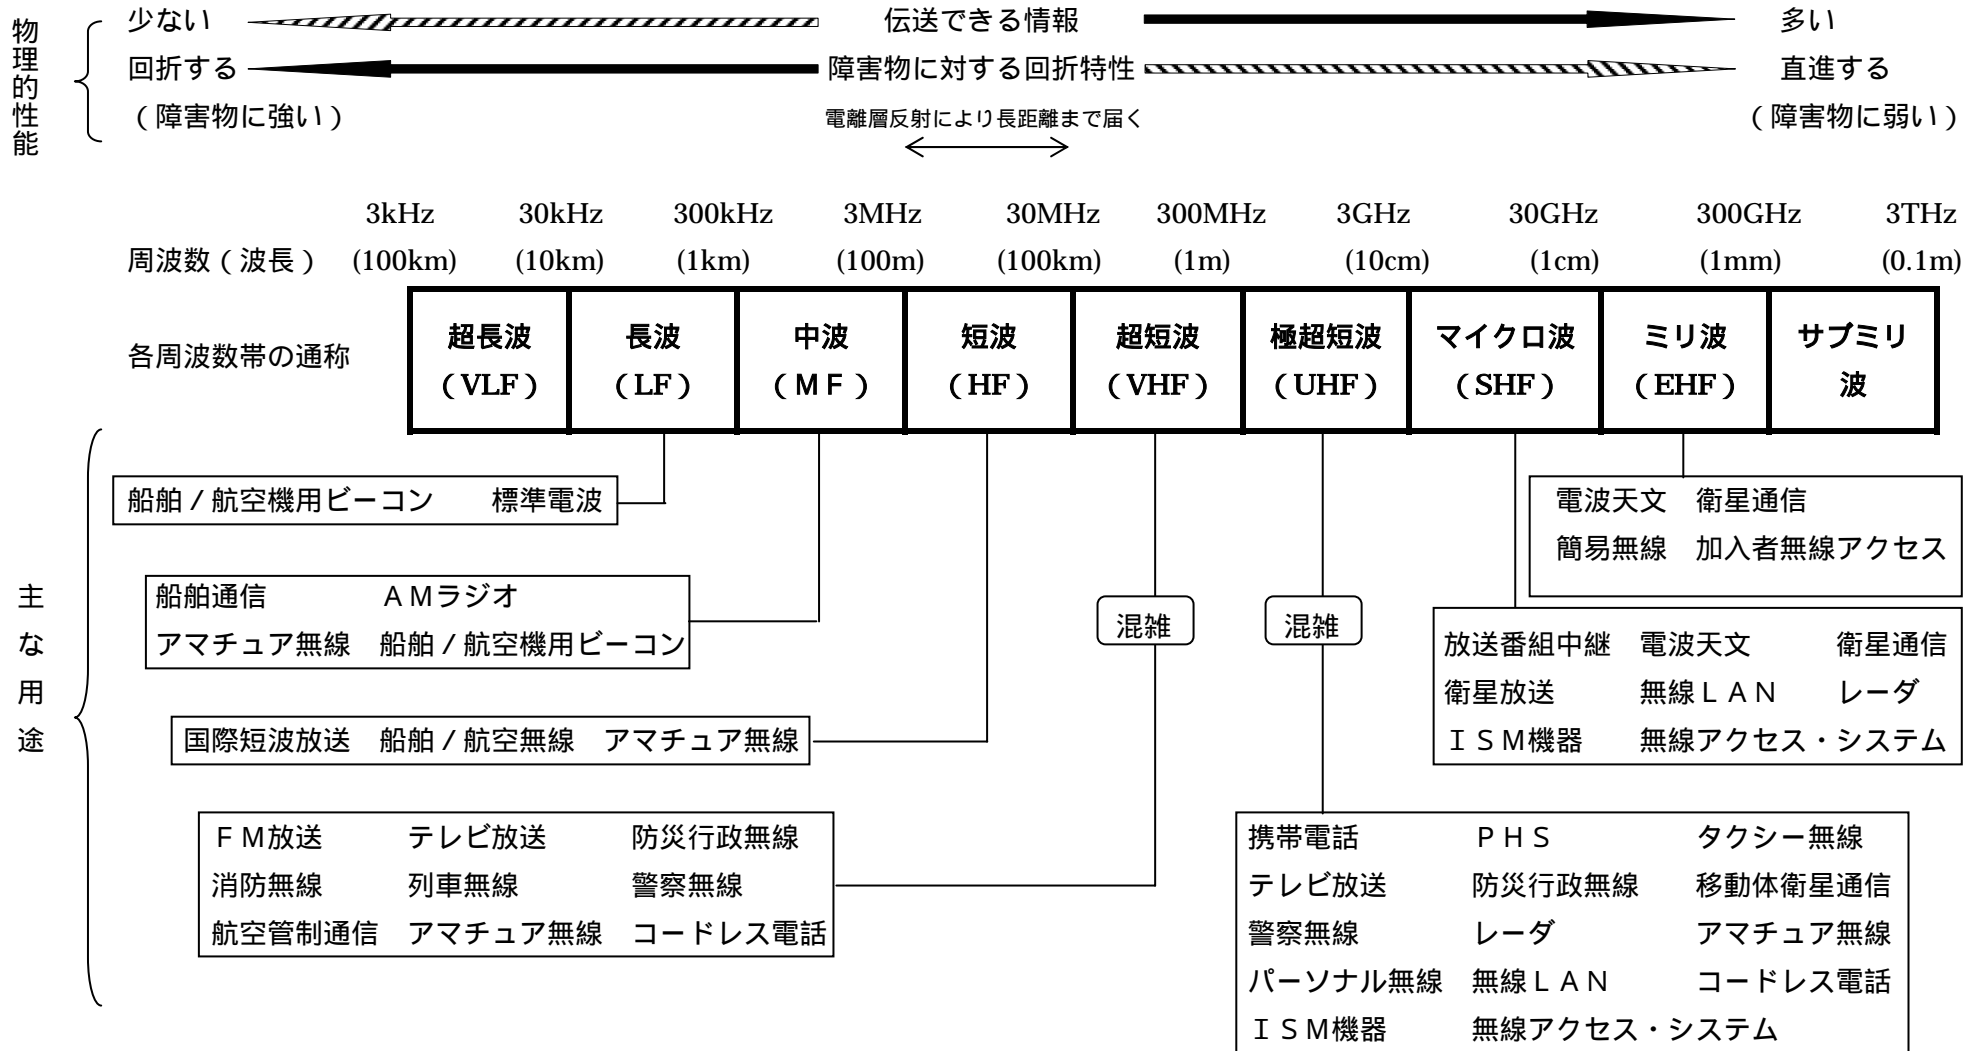 物理的性能
少ない 伝送できる情報 多い
回折する 障害物に対する回折特性 直進する
（障害物に強い） 電離層反射により長距離まで届く （障害物に弱い）
3kHz 30kHz 300kHz 3MHz 30MHz 300MHz 3GHz 30GHz 300GHz 3THz
周波数（波長） (100km) (10km) (1km) (100m) (100km) (1m) (10cm) (1cm) (1mm) (0.1m)
各周波数帯の通称
超長波
（VLF）
長波
（LF）
中波
（ＭＦ）
短波
（HF）
超短波
（VHF）
極超短波
（UHF）
マイクロ波
（SHF）
ミリ波
（EHF）
サブミリ
波
主な用途
船舶／航空機用ビーコン 標準電波
船舶通信 ＡＭラジオ
アマチュア無線 船舶／航空機用ビーコン
国際短波放送 船舶／航空無線 アマチュア無線
混雑
ＦＭ放送 テレビ放送 防災行政無線
消防無線 列車無線 警察無線
航空管制通信 アマチュア無線 コードレス電話
混雑
携帯電話 ＰＨＳ タクシー無線
テレビ放送 防災行政無線 移動体衛星通信
警察無線 レーダ アマチュア無線
パーソナル無線 無線ＬＡＮ コードレス電話
ＩＳＭ機器 無線アクセス・システム
電波天文 衛星通信
簡易無線 加入者無線アクセス
放送番組中継 電波天文 衛星通信
衛星放送 無線ＬＡＮ レーダ
ＩＳＭ機器 無線アクセス・システム